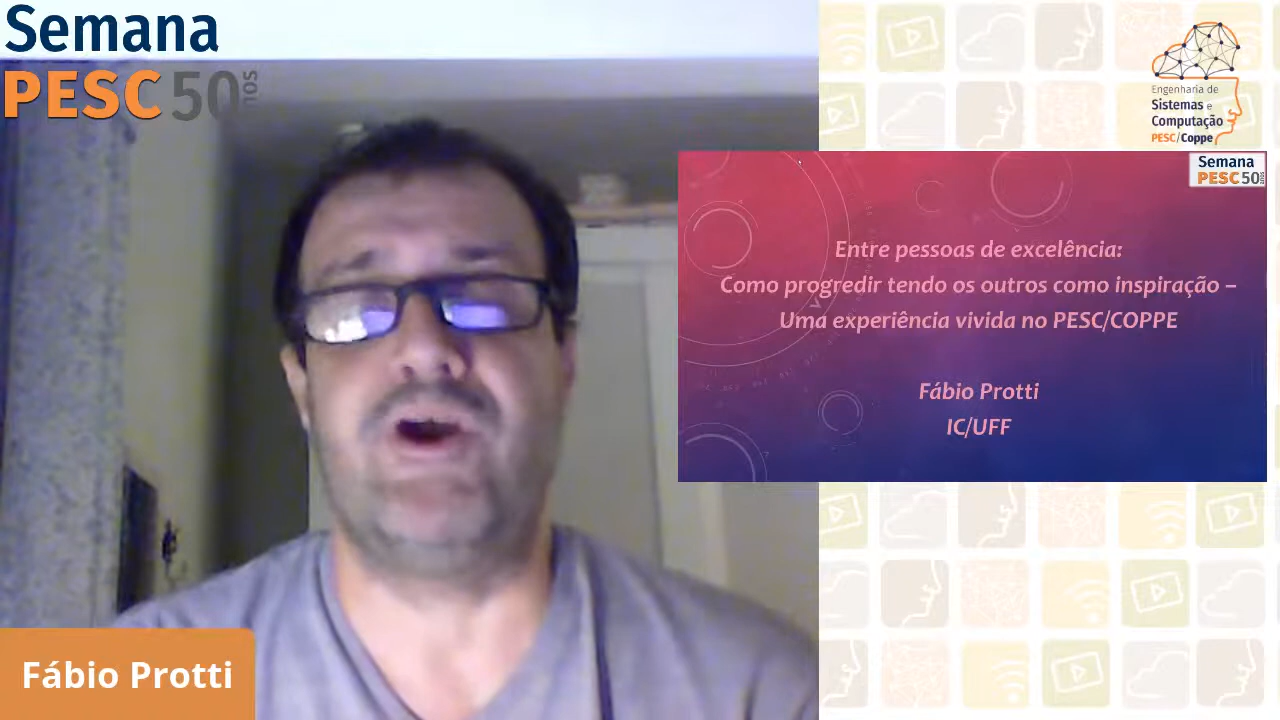 Semana
PESC 50 anos
Engenharia de
Sistemas e
Computação
PESC/Coppe
Semana
PESC 50 anos
Entre pessoas de excelência:
Como progredir tendo os outros como inspiração –
Uma experiência vivida no PESC/COPPE
Fábio Protti
IC/UFF
Fábio Protti